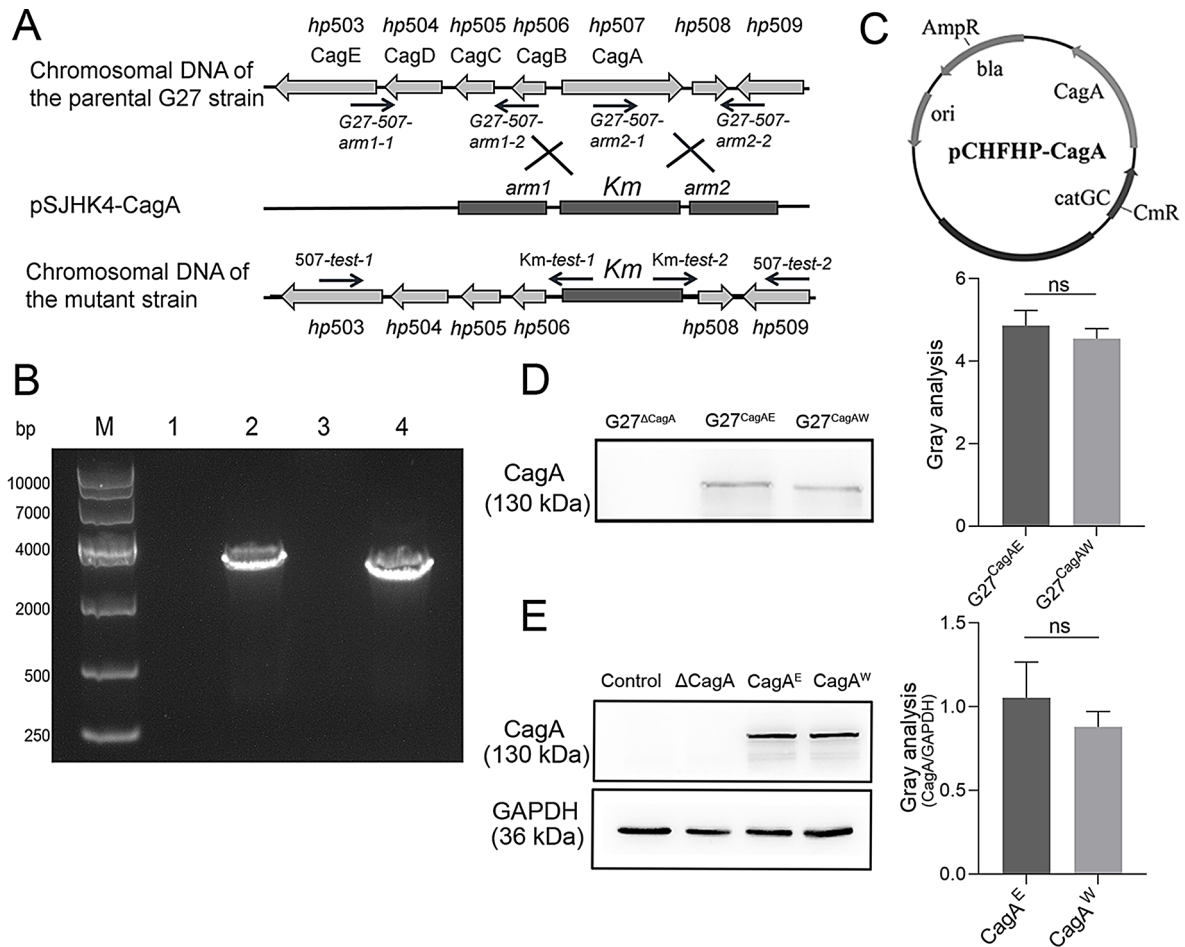 A
hp503 hp504 hp505 hp506 hp507 hp508 hp509
CagE CagD CagC CagB CagA
Chromosomal DNA of
the parental G27 strain
G27-507- G27-507- G27-507- G27-507-
arm1-1 arm1-2 arm2-1 arm2-2
arm1 Km arm2
pSJHK4-CagA
Chromosomal DNA of
the mutant strain
507-test-1 Km-test-1 Km Km-test-2 507-test-2
hp503 hp504 hp505 hp506 hp508 hp509
B
bp M 1 2 3 4
10000
7000
4000
2000
500
250
C
AmpR
bla
CagA
ori
pCHFHP-CagA
catGC
CmR
D
G27ΔCagA G27CagAE G27CagAW
CagA
(130 kDa)
6
4
2
0
Gray analysis
ns
G27CagAE G27CagAW
E
Control ΔCagA CagAE CagAW
CagA
(130 kDa)
GAPDH
(36 kDa)
1.5
1.0
0.5
0.0
Gray analysis
(CagA/GAPDH)
ns
CagAE CagAW